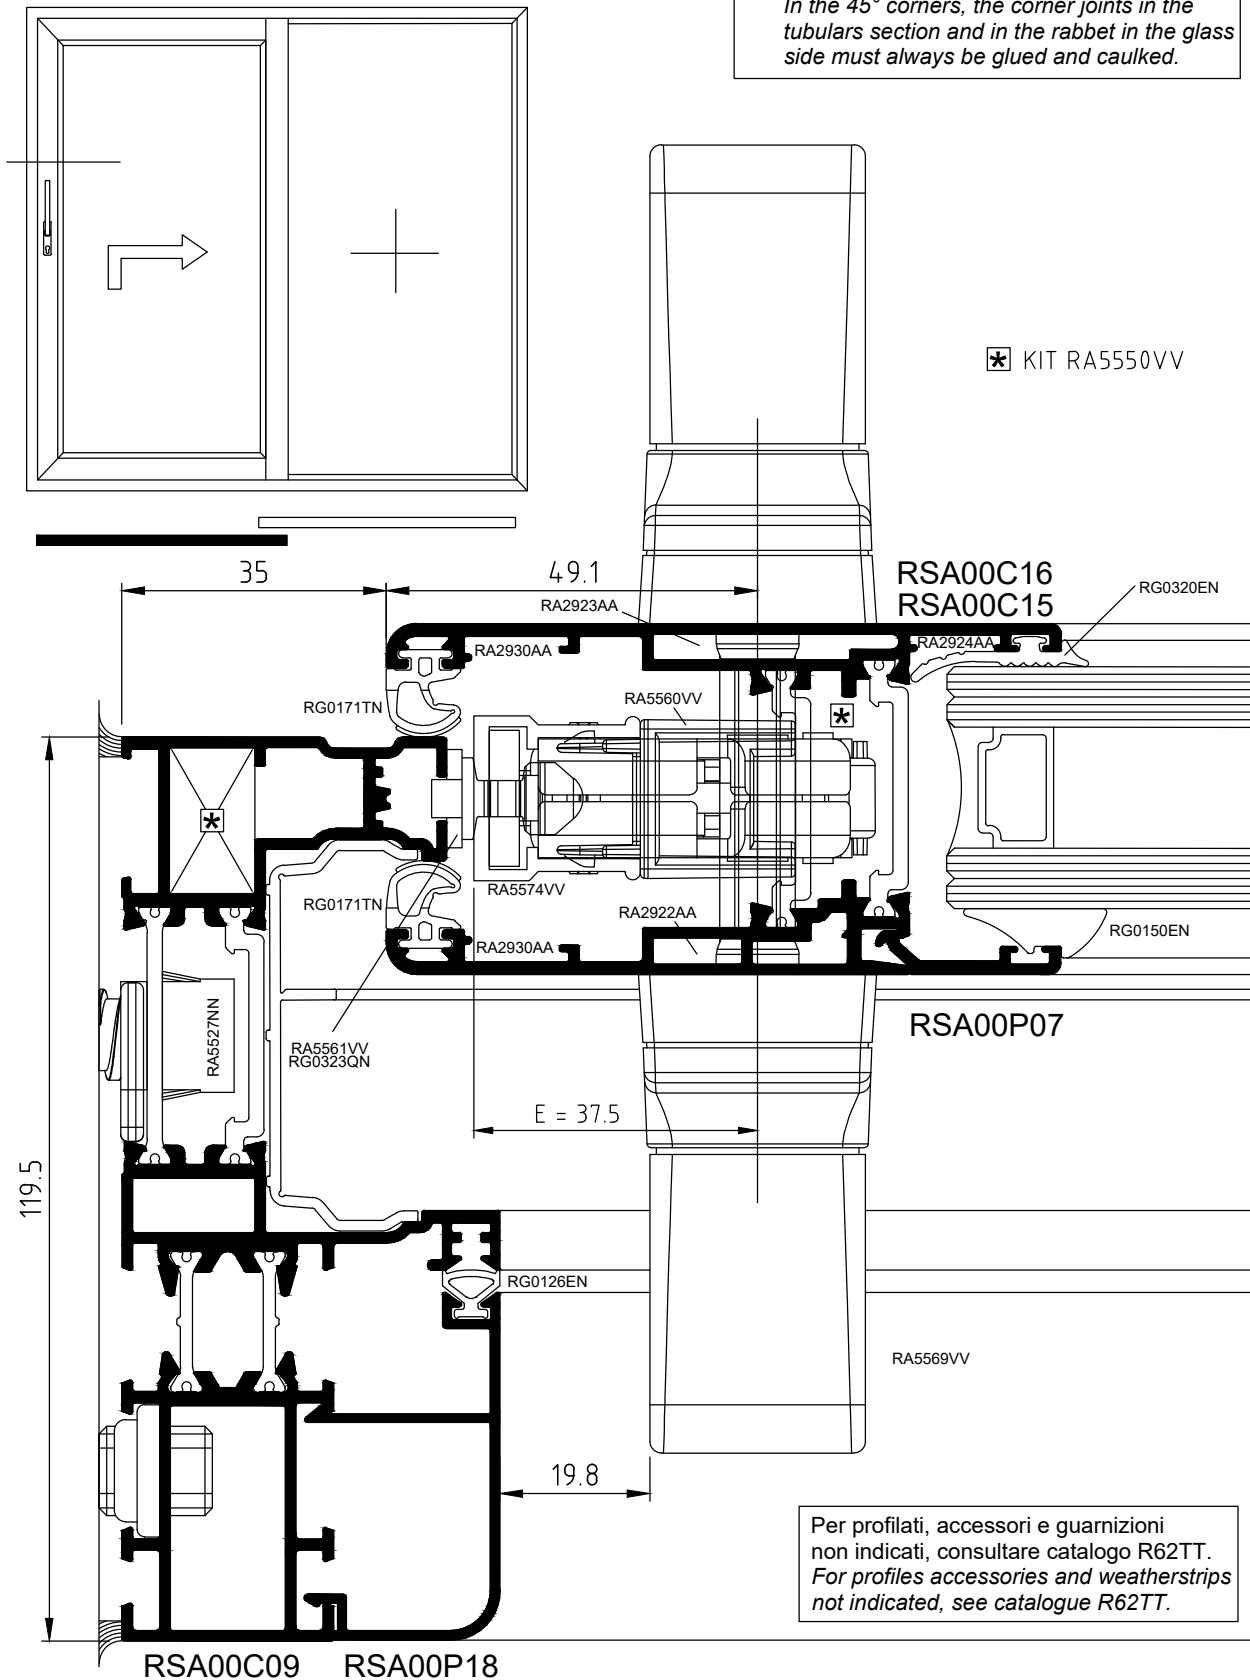 In the 45° corners, the corner joints in the
tubulars section and in the rabbet in the glass
side must always be glued and caulked.
* KIT RA5550VV
35
49.1
RSA00C16
RSA00C15
RG0320EN
RA2923AA
RA2930AA
RA2924AA
RG0171TN
RA5560VV
*
*
RA5574VV
RG0171TN
RA2922AA
RA2930AA
RG0150EN
RSA00P07
RA5527NN
RA5561VV
RG0323QN
E = 37.5
119.5
RG0126EN
RA5569VV
19.8
Per profilati, accessori e guarnizioni
non indicati, consultare catalogo R62TT.
For profiles accessories and weatherstrips
not indicated, see catalogue R62TT.
RSA00C09
RSA00P18